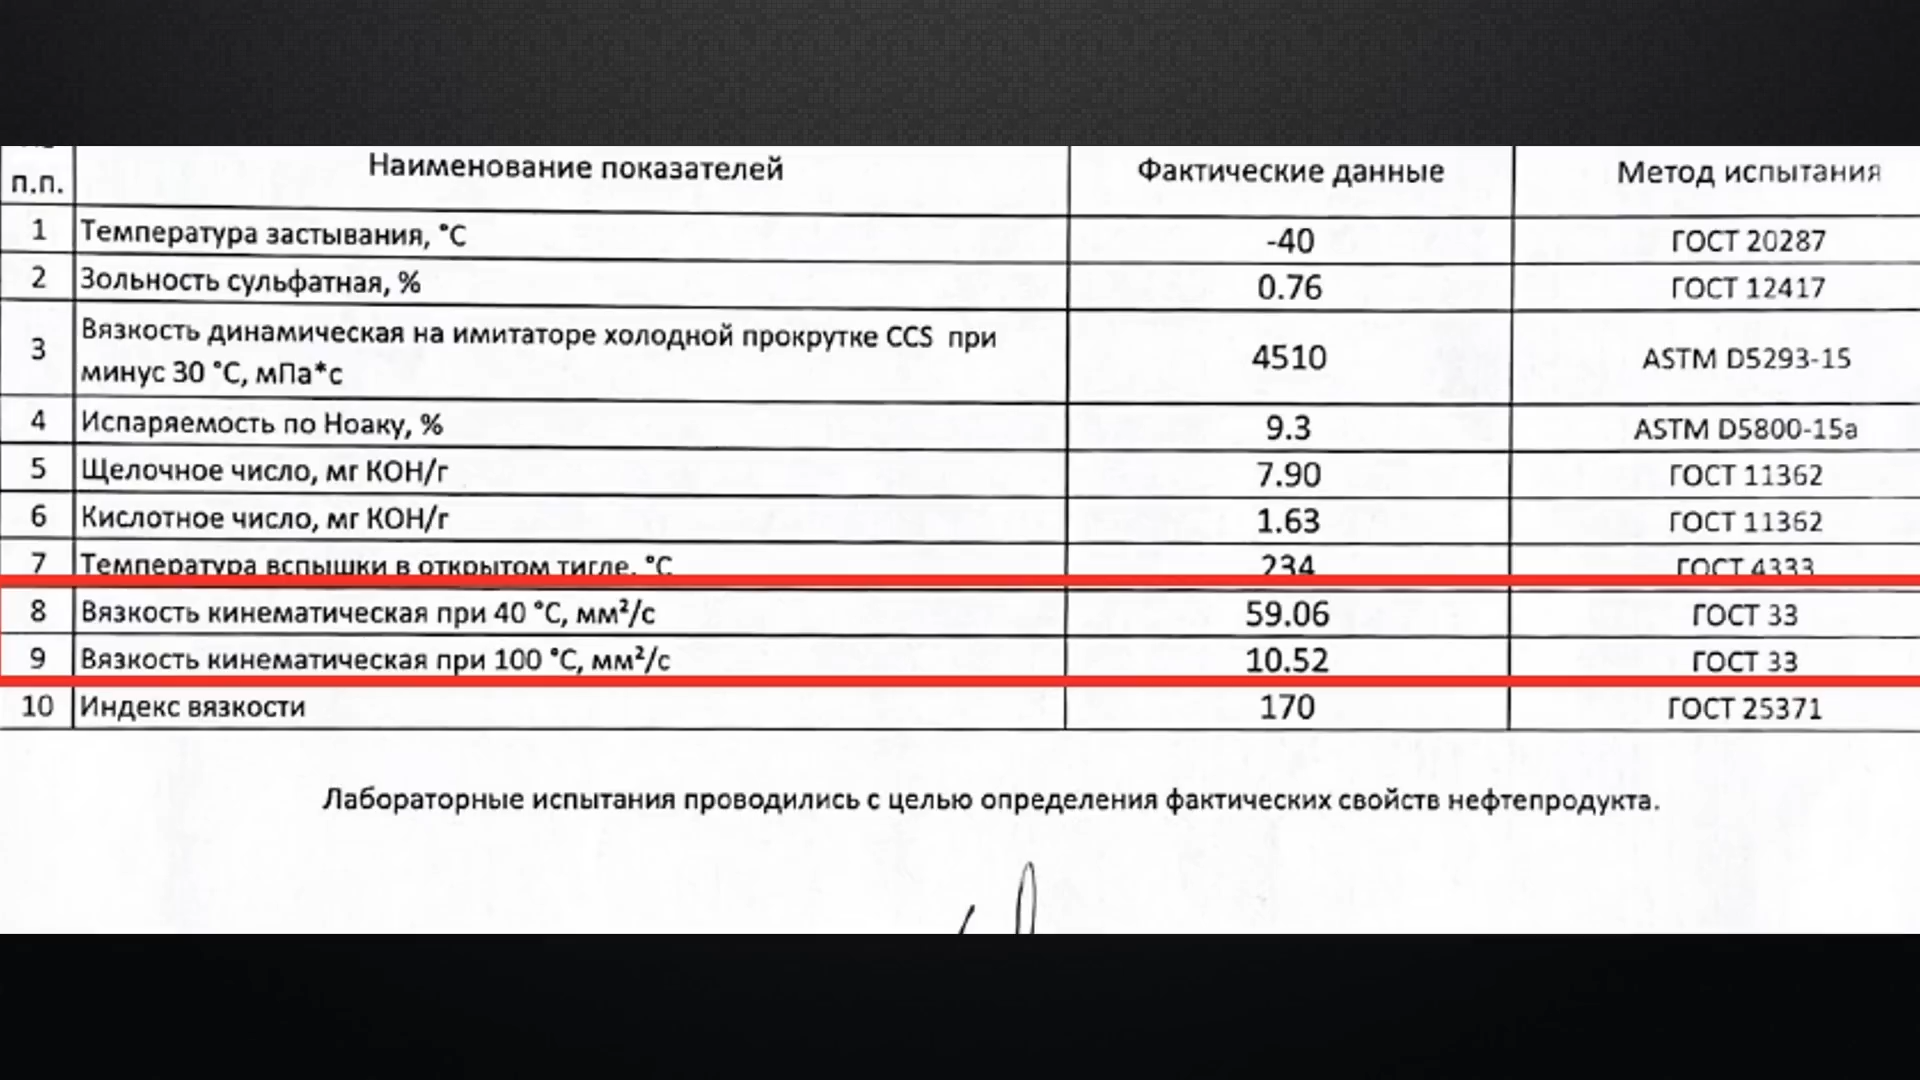 п.п. Наименование показателей Фактические данные Метод испытания
1 Температура застывания, °С -40 ГОСТ 20287
2 Зольность сульфатная, % 0.76 ГОСТ 12417
3 Вязкость динамическая на имитаторе холодной прокрутке CCS при
минус 30 °С, мПа*с 4510 ASTM D5293-15
4 Испаряемость по Ноаку, % 9.3 ASTM D5800-15a
5 Щелочное число, мг КОН/г 7.90 ГОСТ 11362
6 Кислотное число, мг КОН/г 1.63 ГОСТ 11362
7 Температура вспышки в открытом тигле, °С 234 ГОСТ 4333
8 Вязкость кинематическая при 40 °С, мм²/с 59.06 ГОСТ 33
9 Вязкость кинематическая при 100 °С, мм²/с 10.52 ГОСТ 33
10 Индекс вязкости 170 ГОСТ 25371
Лабораторные испытания проводились с целью определения фактических свойств нефтепродукта.